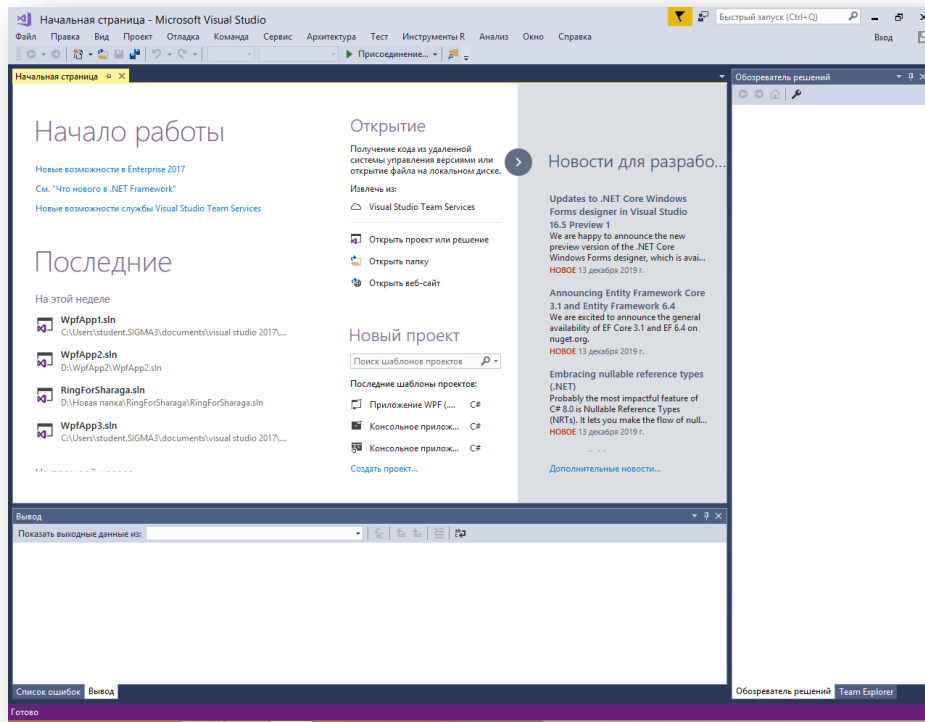 Начальная страница - Microsoft Visual Studio
Быстрый запуск (Ctrl+Q)
Файл Правка Вид Проект Отладка Команда Сервис Архитектура Тест Инструменты R Анализ Окно Справка
Вход
Присоединение...
Начальная страница
Начало работы
Новые возможности в Enterprise 2017
См. "Что нового в .NET Framework"
Новые возможности службы Visual Studio Team Services
Последние
На этой неделе
WpfApp1.sln
C:\Users\student.SIGMA3\documents\visual studio 2017\...
WpfApp2.sln
D:\WpfApp2\WpfApp2.sln
RingForSharaga.sln
D:\Новая папка\RingForSharaga\RingForSharaga.sln
WpfApp3.sln
C:\Users\student.SIGMA3\documents\visual studio 2017\...
Открытие
Получение кода из удаленной
системы управления версиями или
открытие файла на локальном диске.
Извлечь из:
Visual Studio Team Services
Открыть проект или решение
Открыть папку
Открыть веб-сайт
Новый проект
Поиск шаблонов проектов
Последние шаблоны проектов:
Приложение WPF (.... C#
Консольное прилож... C#
Консольное прилож... C#
Создать проект...
Новости для разрабо...
Updates to .NET Core Windows
Forms designer in Visual Studio
16.5 Preview 1
We are happy to announce the new
preview version of the .NET Core
Windows Forms designer, which is avai...
НОВОЕ 13 декабря 2019 г.
Announcing Entity Framework Core
3.1 and Entity Framework 6.4
We are excited to announce the general
availability of EF Core 3.1 and EF 6.4 on
nuget.org.
НОВОЕ 13 декабря 2019 г.
Embracing nullable reference types
(.NET)
Probably the most impactful feature of
C# 8.0 is Nullable Reference Types
(NRTs). It lets you make the flow of null...
НОВОЕ 13 декабря 2019 г.
Дополнительные новости...
Обозреватель решений
Вывод
Показать выходные данные из:
Список ошибок Вывод
Обозреватель решений Team Explorer
Готово